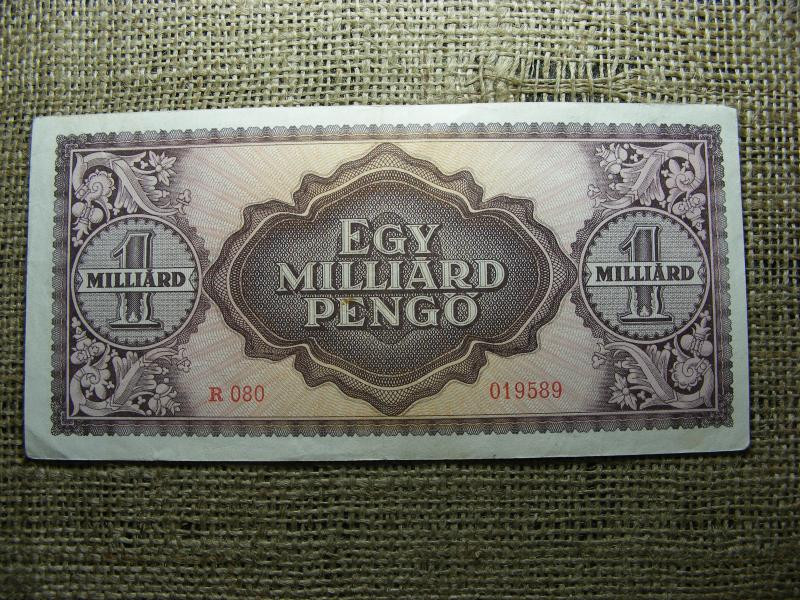 EGY
MILLIÁRD
PENGŐ
1
MILLIÁRD
1
MILLIÁRD
R 080
019589